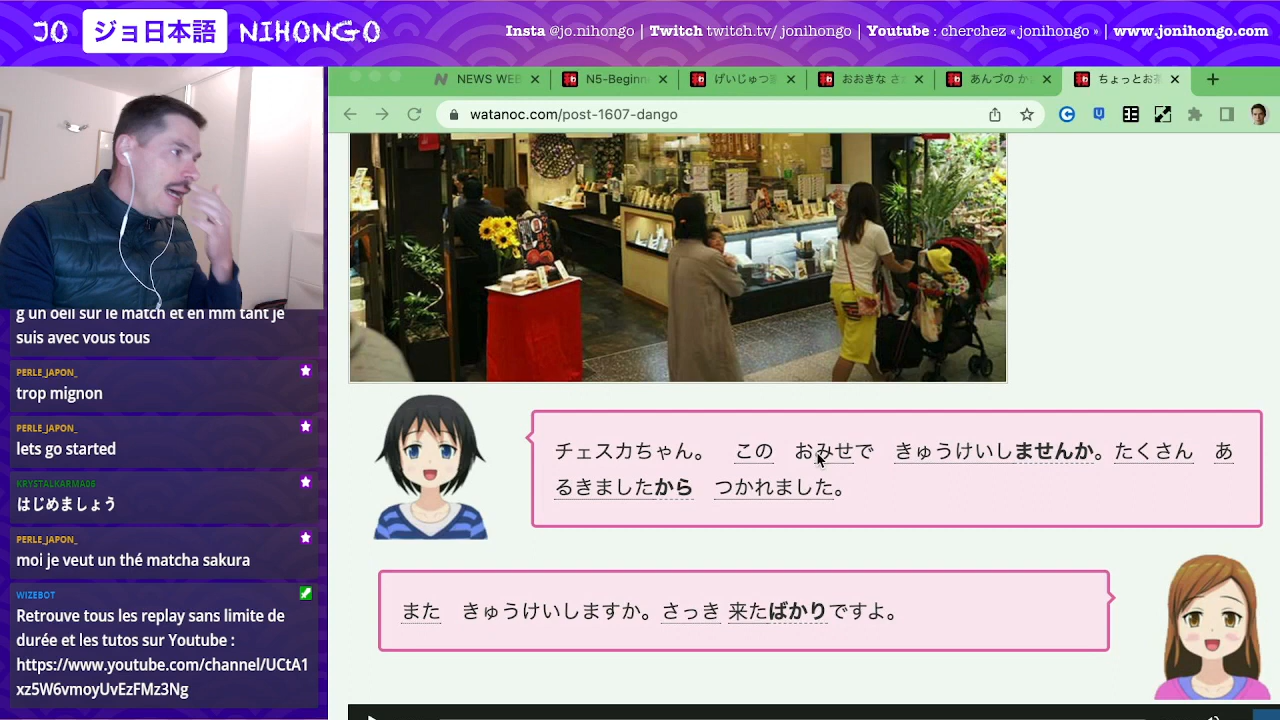 JO ジョ日本語 NIHONGO
Insta @jo.nihongo | Twitch twitch.tv/ jonihongo | Youtube : cherchez « jonihongo » | www.jonihongo.com
NEWS WEB
N5-Beginn
げいじゅつ
おおきな
あんづの か
ちょっとお
watanoc.com/post-1607-dango
g un oeil sur le match et en mm tant je
suis avec vous tous
PERLE_JAPON_
trop mignon
PERLE_JAPON_
lets go started
KRYSTALKARMA06
はじめましょう
PERLE_JAPON_
moi je veut un thé matcha sakura
WIZEBOT
Retrouve tous les replay sans limite de
durée et les tutos sur Youtube :
https://www.youtube.com/channel/UCtA1
xz5W6vmoyUvEzFMz3Ng
チェスカちゃん。 この おみせで きゅうけいしませんか。たくさん あ
るきましたから つかれました。
また きゅうけいしますか。さっき 来たばかりですよ。